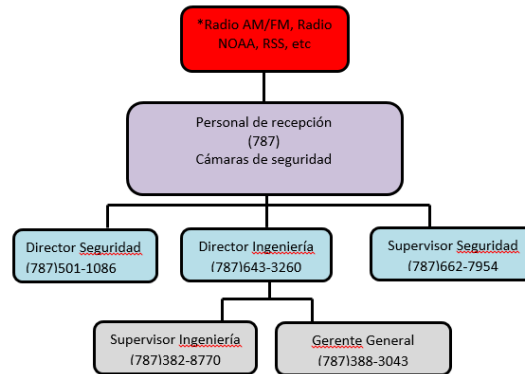 *Radio AM/FM, Radio
NOAA, RSS, etc
Personal de recepción
(787)
Cámaras de seguridad
Director Seguridad
(787)501-1086
Director Ingeniería
(787)643-3260
Supervisor Seguridad
(787)662-7954
Supervisor Ingeniería
(787)382-8770
Gerente General
(787)388-3043